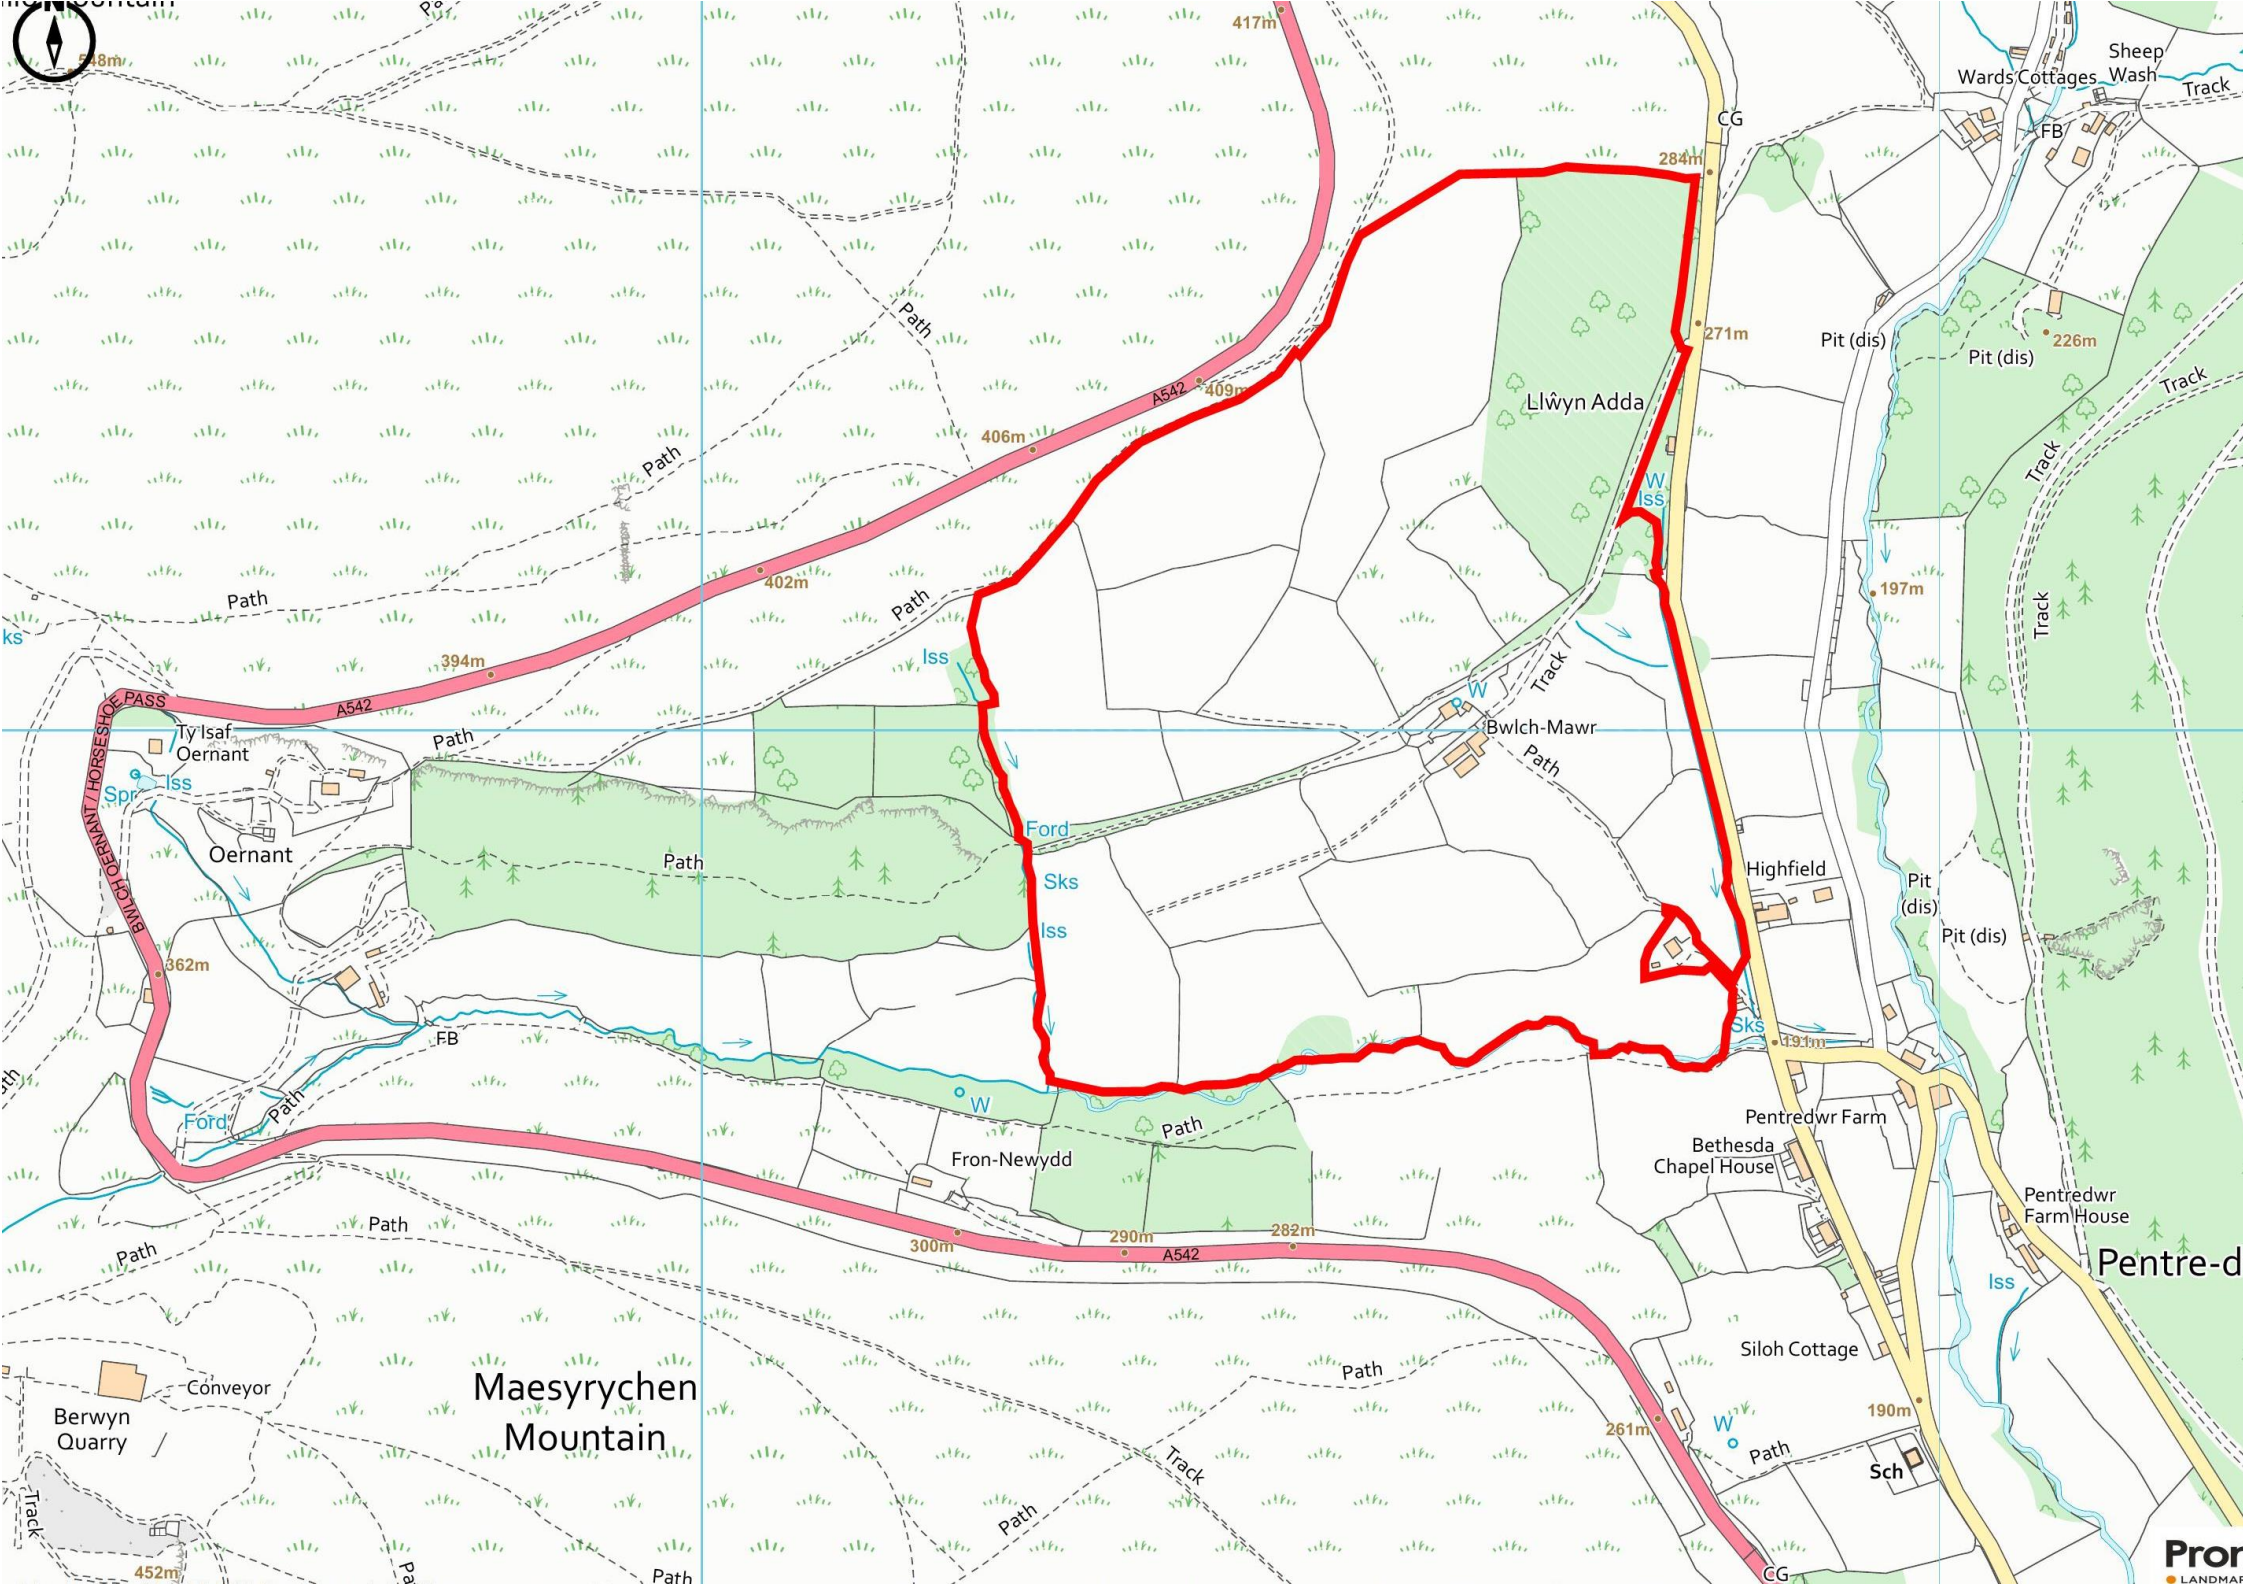 N
Path
417m
548m
CG
284m
Wards Cottages
Sheep
Wash
Track
FB
Path
271m
Pit (dis)
Pit (dis)
226m
A542
409m
Llŵyn Adda
Track
406m
Path
Track
W
Iss
402m
Path
Path
197m
Track
ks
394m
Iss
Track
A542
BWLCH OERNANT / HORSESHOE PASS
Ty Isaf
Oernant
Path
W
Bwlch-Mawr
Path
Spr
Iss
Oernant
Path
Ford
Sks
Highfield
Pit
(dis)
Iss
Pit (dis)
362m
FB
Sks
191m
Path
Ford
W
Path
Pentredwr Farm
Bethesda
Chapel House
Fron-Newydd
Pentredwr
Farm House
Path
Path
300m
290m
A542
282m
Pentre-d
Iss
Siloh Cottage
Path
Conveyor
Maesyrychen
Mountain
Berwyn
Quarry
261m
W
190m
Track
Path
Sch
Track
Path
452m
Path
CG
Pror
LANDMAR